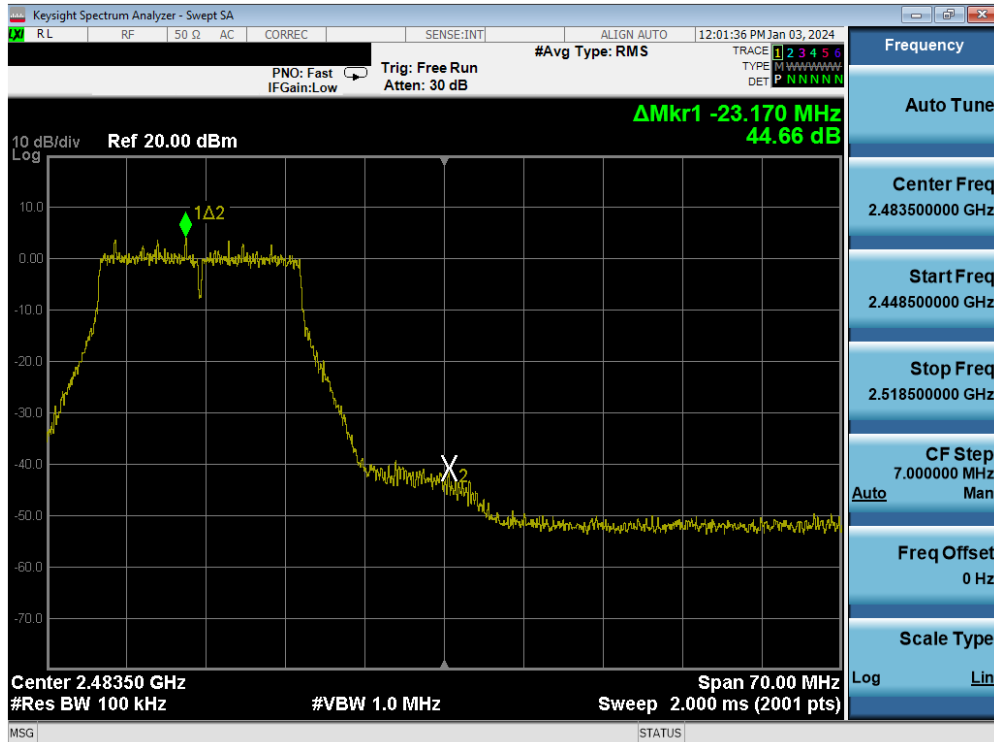 Keysight Spectrum Analyzer - Swept SA
LXI RL RF 50 Ω AC CORREC SENSE:INT ALIGN AUTO 12:01:36 PM Jan 03, 2024
#Avg Type: RMS
TRACE 1 2 3 4 5 6
TYPE M WWWWW
DET P N N N N N
PNO: Fast
IFGain:Low
Trig: Free Run
Atten: 30 dB
ΔMkr1 -23.170 MHz
44.66 dB
10 dB/div
Log
Ref 20.00 dBm
10.0
0.00
-10.0
-20.0
-30.0
-40.0
-50.0
-60.0
-70.0
1Δ2
X2
Center 2.48350 GHz
Span 70.00 MHz
#Res BW 100 kHz
#VBW 1.0 MHz
Sweep 2.000 ms (2001 pts)
MSG
STATUS
Frequency
Auto Tune
Center Freq
2.483500000 GHz
Start Freq
2.448500000 GHz
Stop Freq
2.518500000 GHz
CF Step
7.000000 MHz
Auto Man
Freq Offset
0 Hz
Scale Type
Log Lin